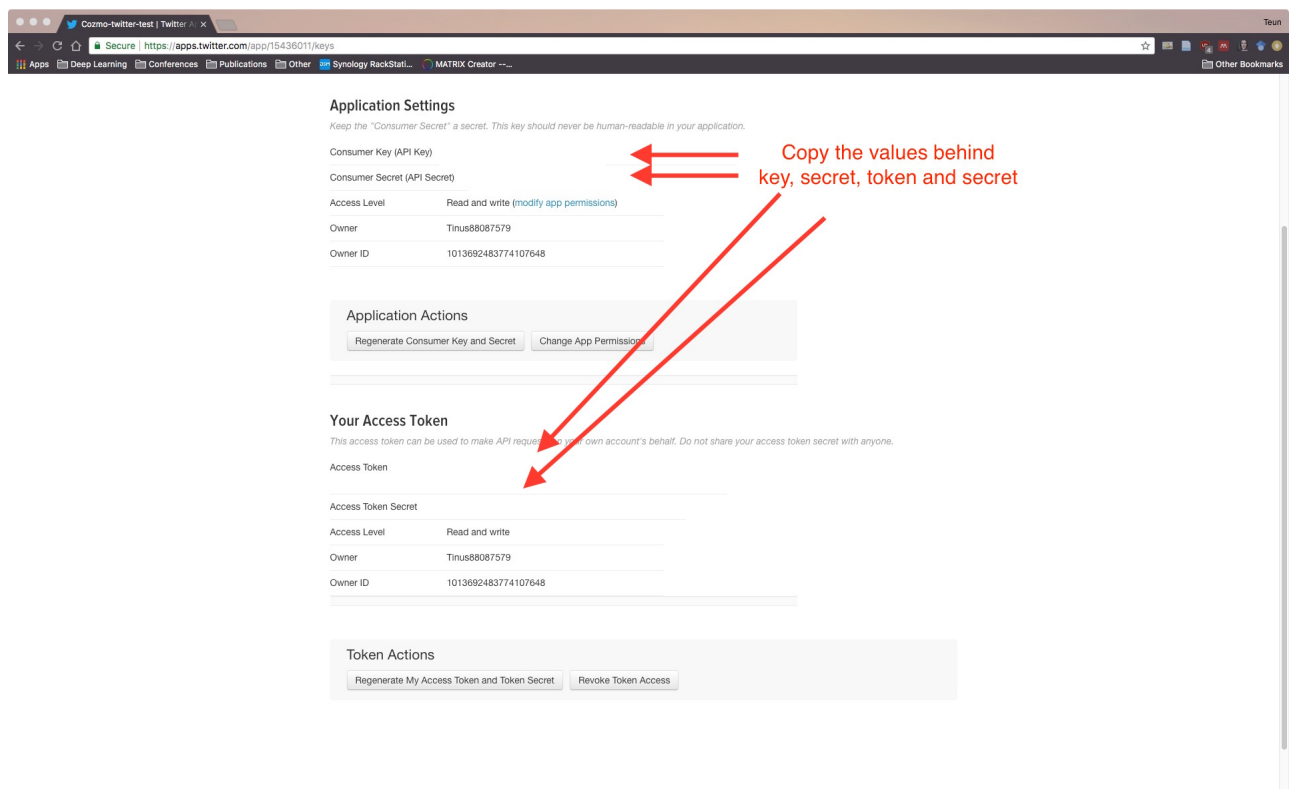 Cozmo-twitter-test | Twitter A
Teun
Secure | https://apps.twitter.com/app/15436011/keys
Apps Deep Learning Conferences Publications Other Synology RackStati... MATRIX Creator --... Other Bookmarks
Application Settings
Keep the "Consumer Secret" a secret. This key should never be human-readable in your application.
Consumer Key (API Key)
Copy the values behind
Consumer Secret (API Secret)
key, secret, token and secret
Access Level Read and write (modify app permissions)
Owner Tinus88087579
Owner ID 1013692483774107648
Application Actions
Regenerate Consumer Key and Secret Change App Permissions
Your Access Token
This access token can be used to make API requests on your own account's behalf. Do not share your access token secret with anyone.
Access Token
Access Token Secret
Access Level Read and write
Owner Tinus88087579
Owner ID 1013692483774107648
Token Actions
Regenerate My Access Token and Token Secret Revoke Token Access